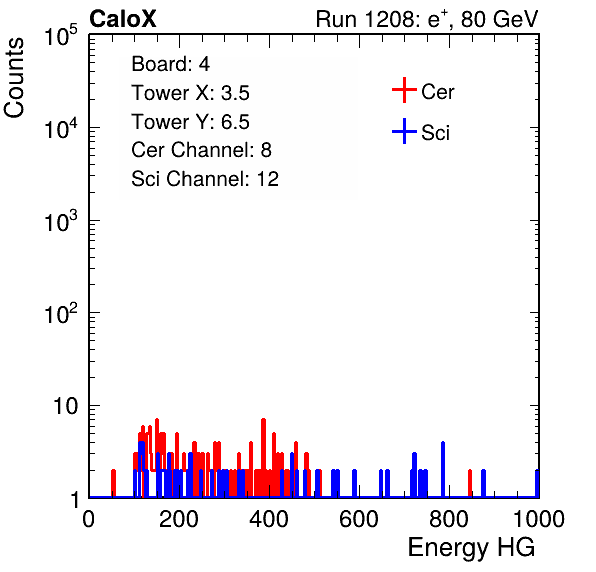 CaloX Run 1208: e⁺, 80 GeV
Counts
10⁵
10⁴
10³
10²
10
1
Board: 4
Tower X: 3.5
Tower Y: 6.5
Cer Channel: 8
Sci Channel: 12
Cer
Sci
0 200 400 600 800 1000
Energy HG